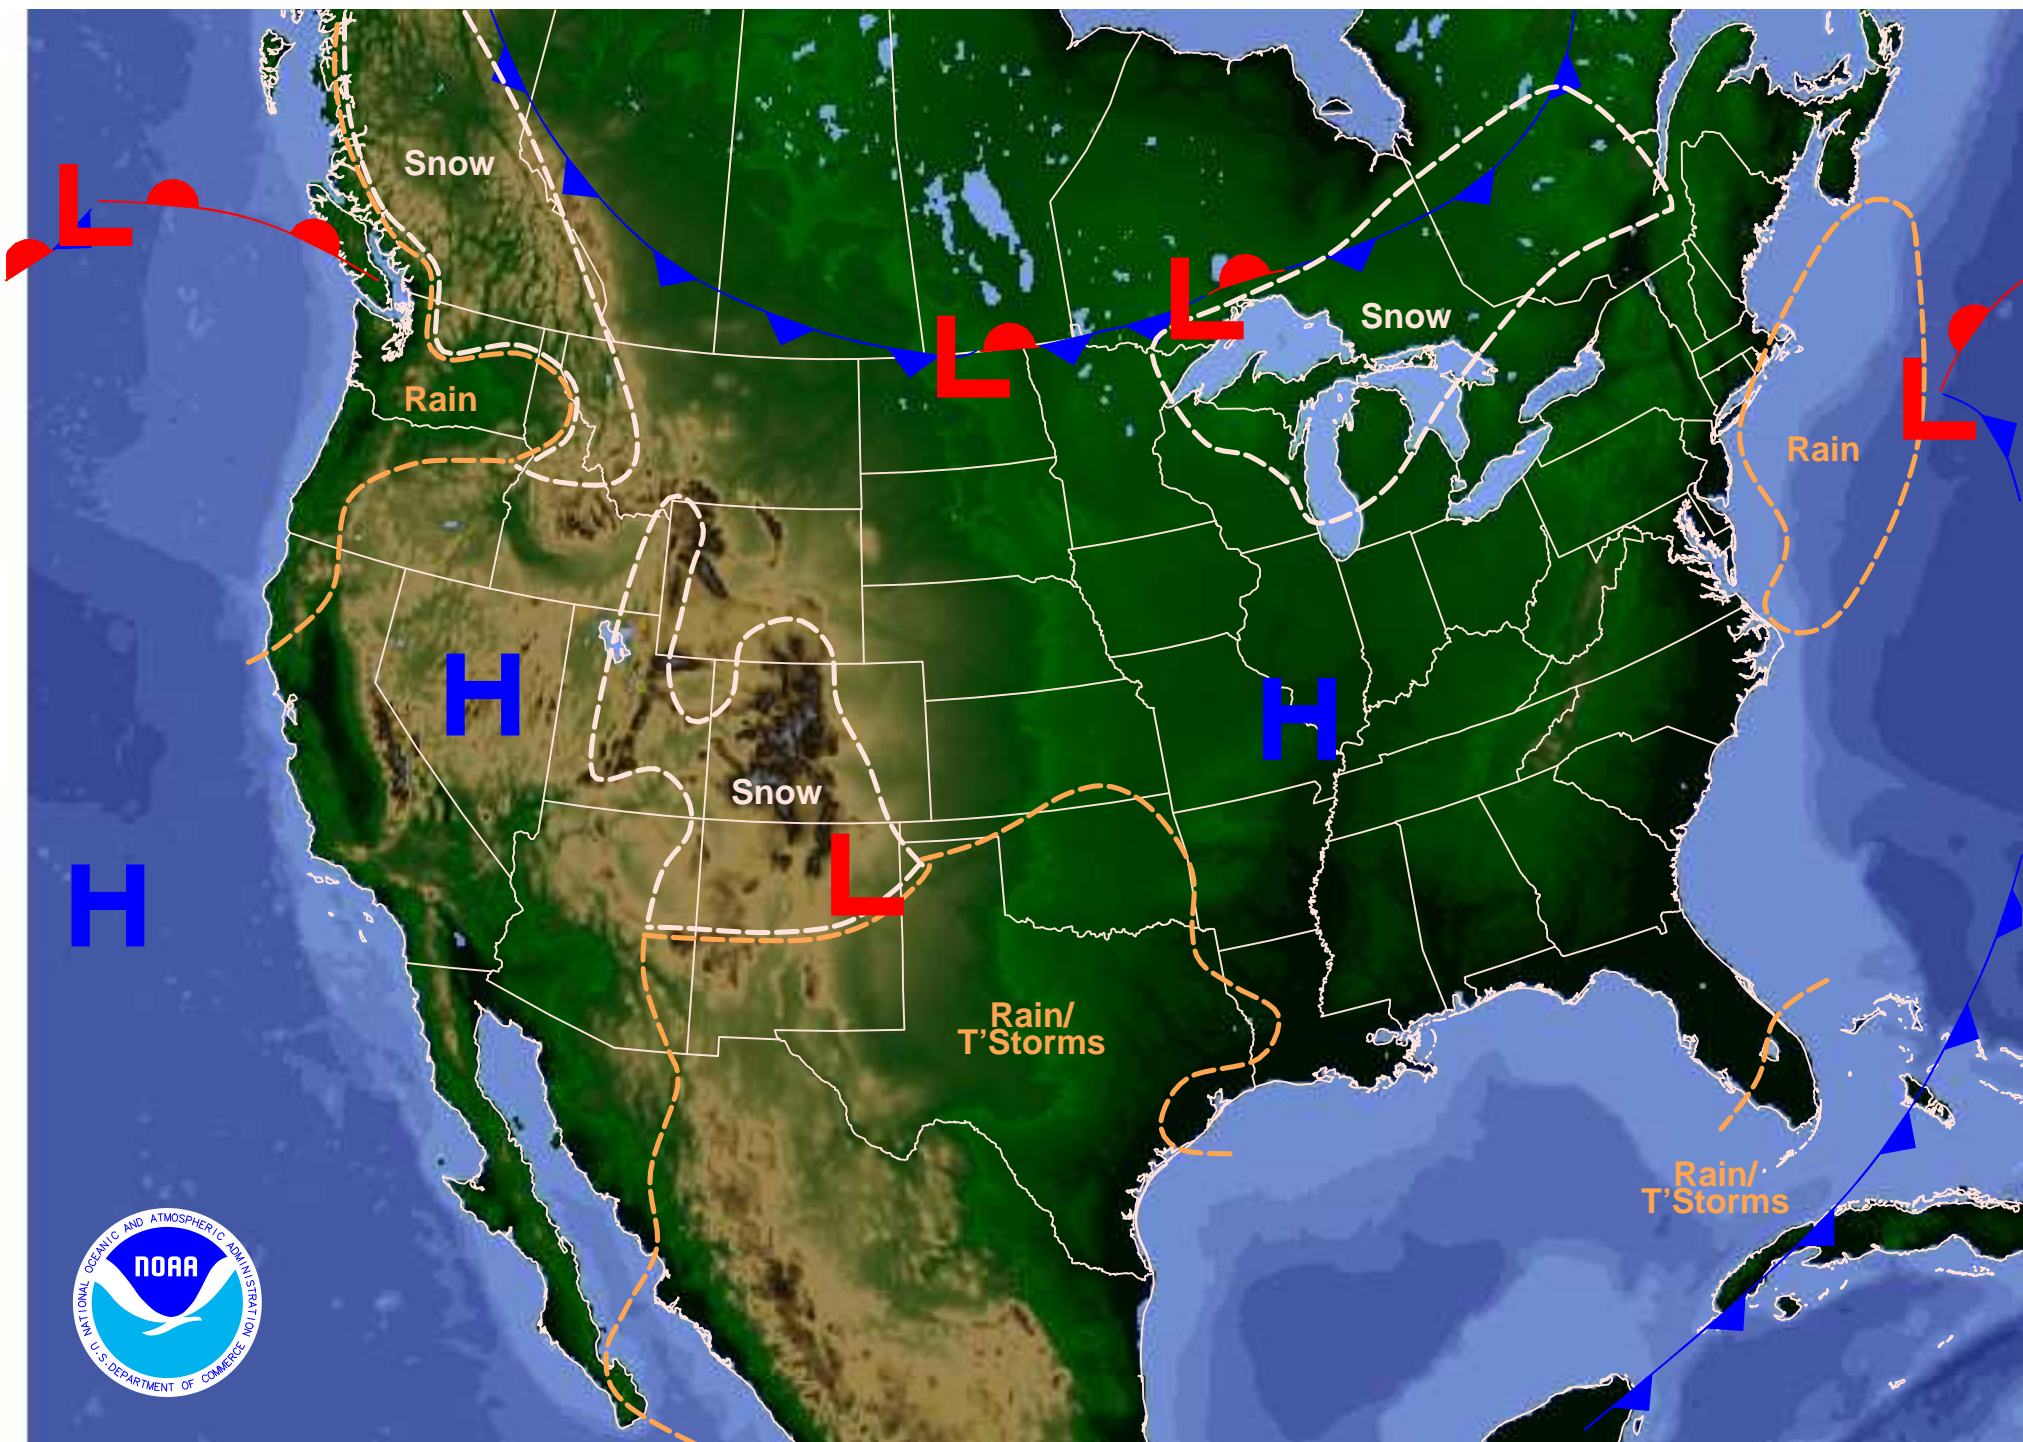 Snow
L
L
Snow
L
L
Rain
L
Rain
H
H
Snow
L
H
Rain/
T'Storms
Rain/
T'Storms
NATIONAL OCEANIC AND ATMOSPHERIC ADMINISTRATION
NOAA
U.S. DEPARTMENT OF COMMERCE